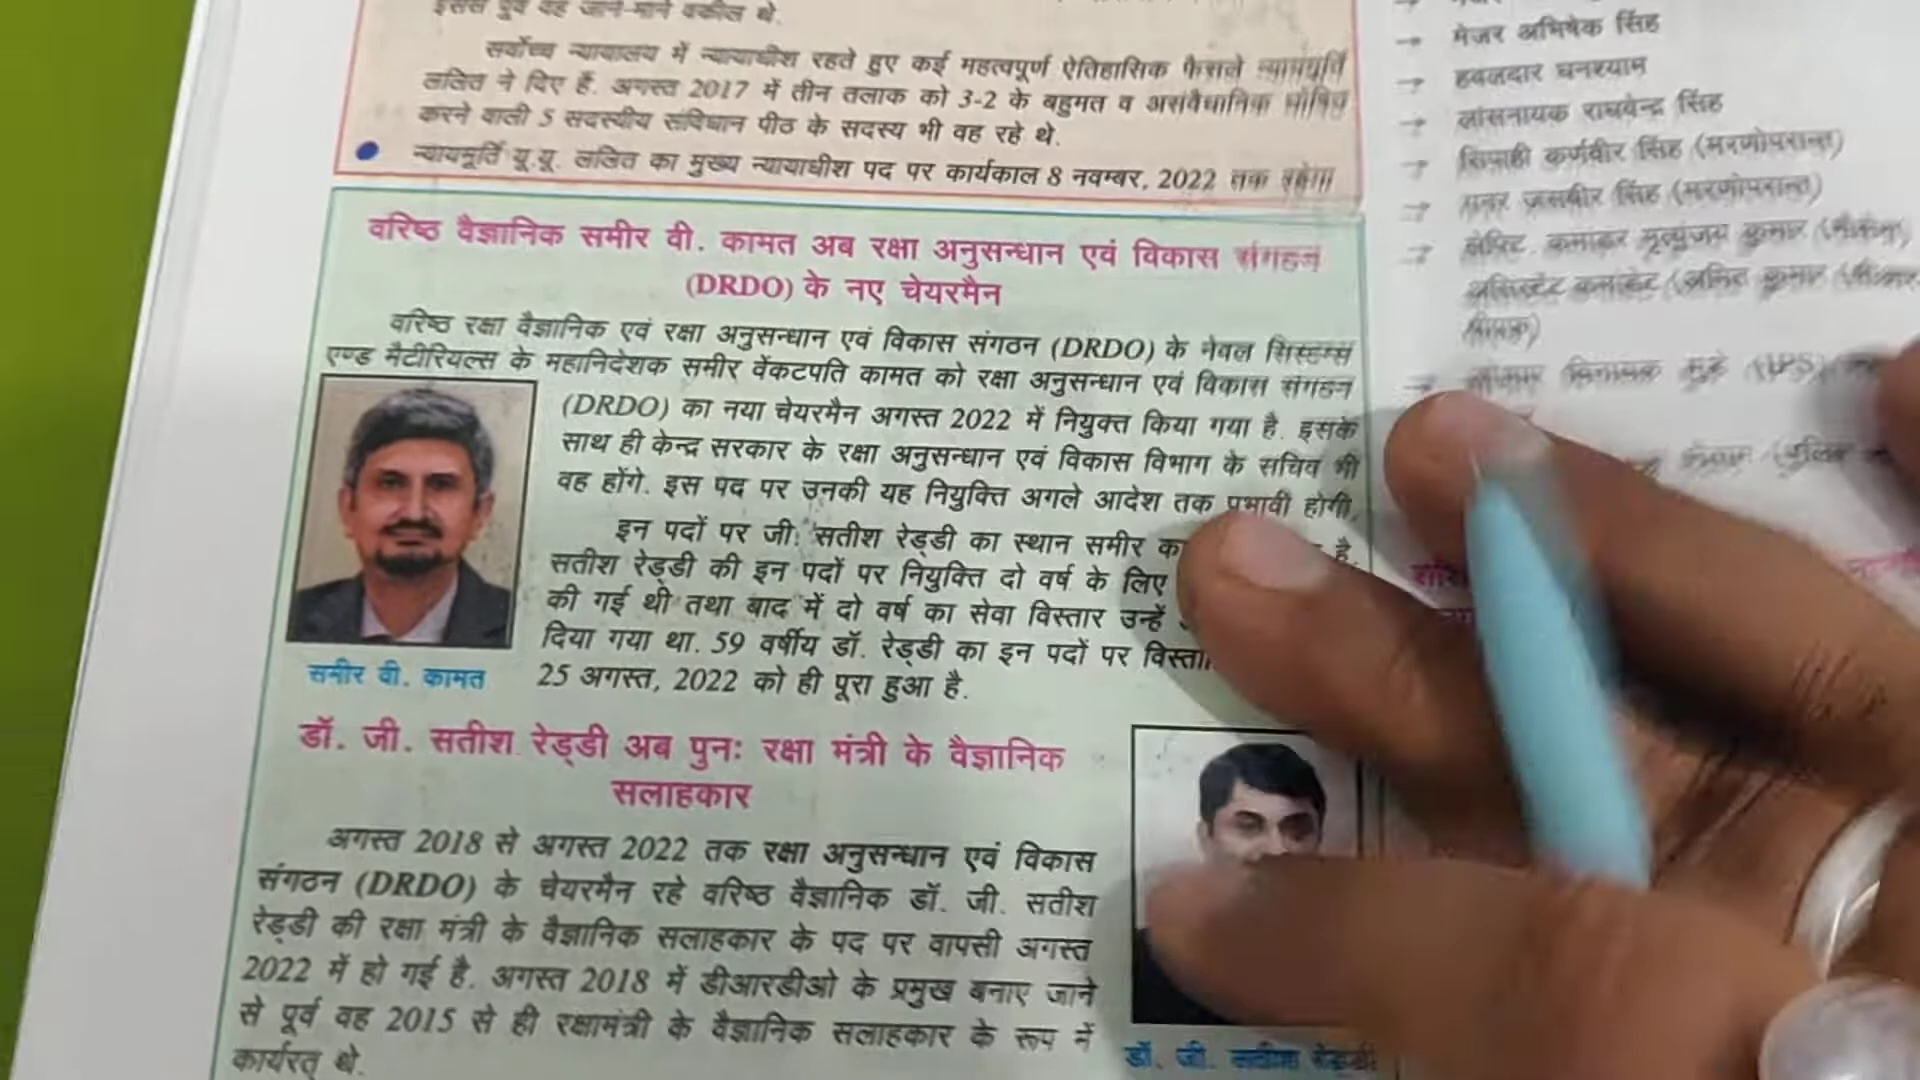 इससे पूर्व वह जाने-माने वकील थे.
सर्वोच्च न्यायालय में न्यायाधीश रहते हुए कई महत्वपूर्ण ऐतिहासिक फैसले न्यायमूर्ति
ललित ने दिए हैं. अगस्त 2017 में तीन तलाक को 3-2 के बहुमत व असंवैधानिक घोषित
करने वाली 5 सदस्यीय संविधान पीठ के सदस्य भी वह रहे थे.
न्यायमूर्ति यू.यू. ललित का मुख्य न्यायाधीश पद पर कार्यकाल 8 नवम्बर, 2022 तक रहेगा
वरिष्ठ वैज्ञानिक समीर वी. कामत अब रक्षा अनुसन्धान एवं विकास संगठन
(DRDO) के नए चेयरमैन
वरिष्ठ रक्षा वैज्ञानिक एवं रक्षा अनुसन्धान एवं विकास संगठन (DRDO) के नेवल सिस्टम्स
एण्ड मैटीरियल्स के महानिदेशक समीर वेंकटपति कामत को रक्षा अनुसन्धान एवं विकास संगठन
(DRDO) का नया चेयरमैन अगस्त 2022 में नियुक्त किया गया है. इसके
साथ ही केन्द्र सरकार के रक्षा अनुसन्धान एवं विकास विभाग के सचिव भी
वह होंगे. इस पद पर उनकी यह नियुक्ति अगले आदेश तक प्रभावी होगी.
इन पदों पर जी. सतीश रेड्डी का स्थान समीर है.
सतीश रेड्डी की इन पदों पर नियुक्ति दो वर्ष के लिए
की गई थी तथा बाद में दो वर्ष का सेवा विस्तार उन्हें
दिया गया था. 59 वर्षीय डॉ. रेड्डी का इन पदों पर
25 अगस्त, 2022 को ही पूरा हुआ है.
समीर वी. कामत
डॉ. जी. सतीश रेड्डी अब पुनः रक्षा मंत्री के वैज्ञानिक
सलाहकार
अगस्त 2018 से अगस्त 2022 तक रक्षा अनुसन्धान एवं विकास
संगठन (DRDO) के चेयरमैन रहे वरिष्ठ वैज्ञानिक डॉ. जी. सतीश
रेड्डी की रक्षा मंत्री के वैज्ञानिक सलाहकार के पद पर वापसी अगस्त
2022 में हो गई है. अगस्त 2018 में डीआरडीओ के प्रमुख बनाए जाने
से पूर्व वह 2015 से ही रक्षामंत्री के वैज्ञानिक सलाहकार के रूप में
कार्यरत् थे.
डॉ. जी. सतीश रेड्डी
→ मेजर अभिषेक सिंह
→ हवलदार घनश्याम
→ लांसनायक राघवेन्द्र सिंह
→ सिपाही कर्णवीर सिंह (मरणोपरान्त)
→ गनर जसबीर सिंह (मरणोपरान्त)
→ लेफ्टि. कमांडर मृत्युंजय कुमार